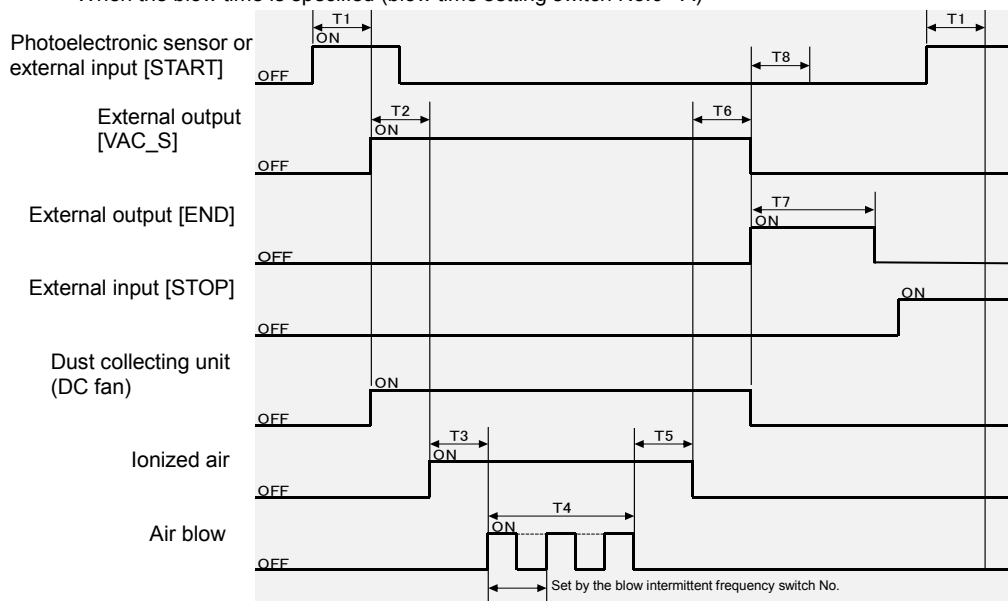 When the blow time is specified (blow time setting switch
T1
T1
Photoelectronic sensor or
external input [START]
ON
OFF
T8
External output
[VAC_S]
T2
T6
ON
OFF
External output [END]
T7
ON
OFF
External input [STOP]
ON
OFF
Dust collecting unit
(DC fan)
ON
OFF
Ionized air
T3
T5
ON
OFF
Air blow
T4
ON
OFF
Set by the blow intermittent frequency switch No.